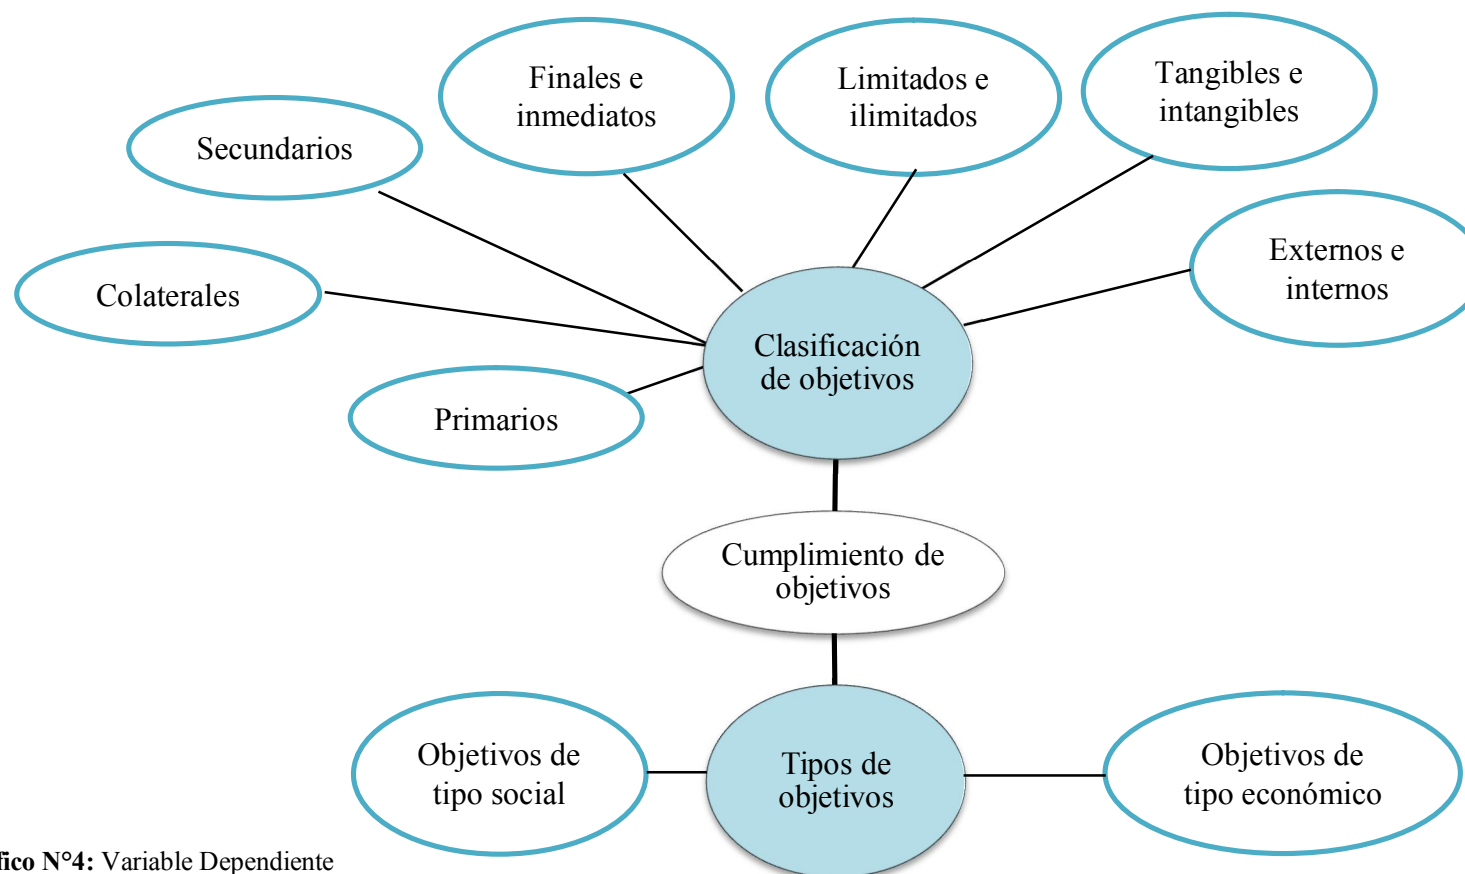 Finales e
inmediatos
Limitados e
ilimitados
Tangibles e
intangibles
Secundarios
Externos e
internos
Colaterales
Clasificación
de objetivos
Primarios
Cumplimiento de
objetivos
Objetivos de
tipo social
Tipos de
objetivos
Objetivos de
tipo económico
fico N°4: Variable Dependiente